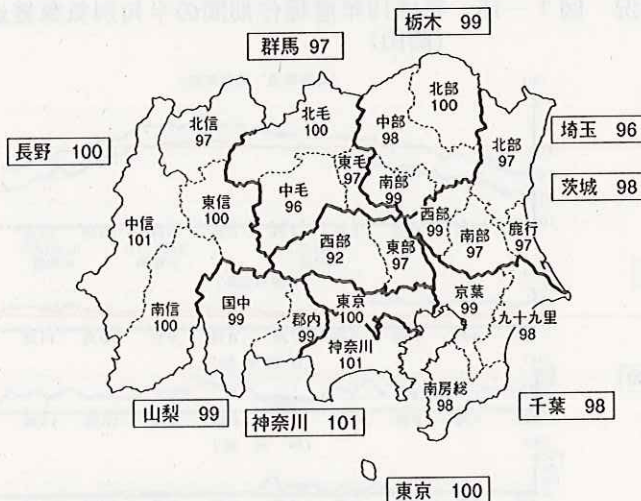 栃木 99
群馬 97
埼玉 96
茨城 98
長野 100
北信
97
東信
100
中信
101
南信
100
北毛
100
中毛
96
東毛
97
北部
100
中部
98
南部
99
北部
97
西部
99
南部
97
鹿行
97
西部
92
東部
97
国中
99
郡内
99
東京
100
神奈川
101
京葉
99
九十九里
98
南房総
98
山梨 99
神奈川 101
千葉 98
東京 100